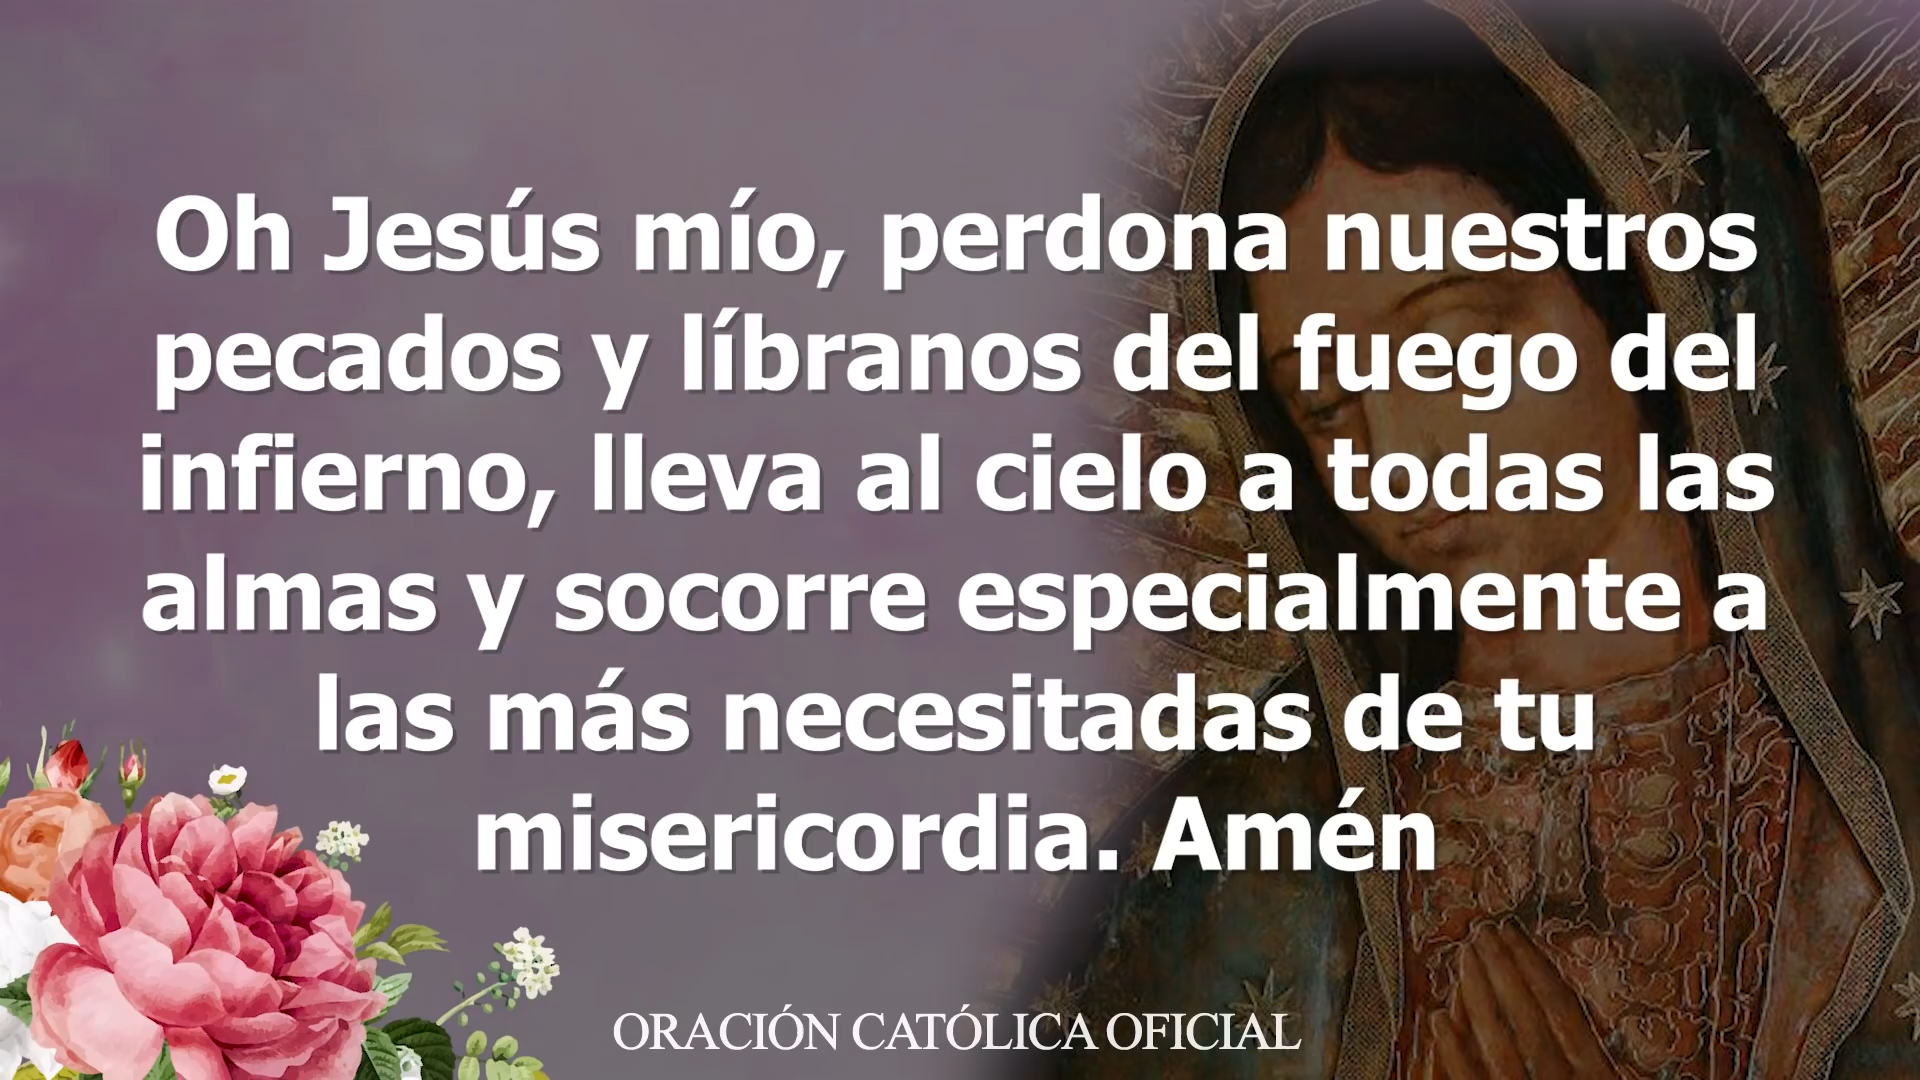 Oh Jesús mío, perdona nuestros
pecados y líbranos del fuego del
infierno, lleva al cielo a todas las
almas y socorre especialmente a
las más necesitadas de tu
misericordia. Amén
ORACIÓN CATÓLICA OFICIAL